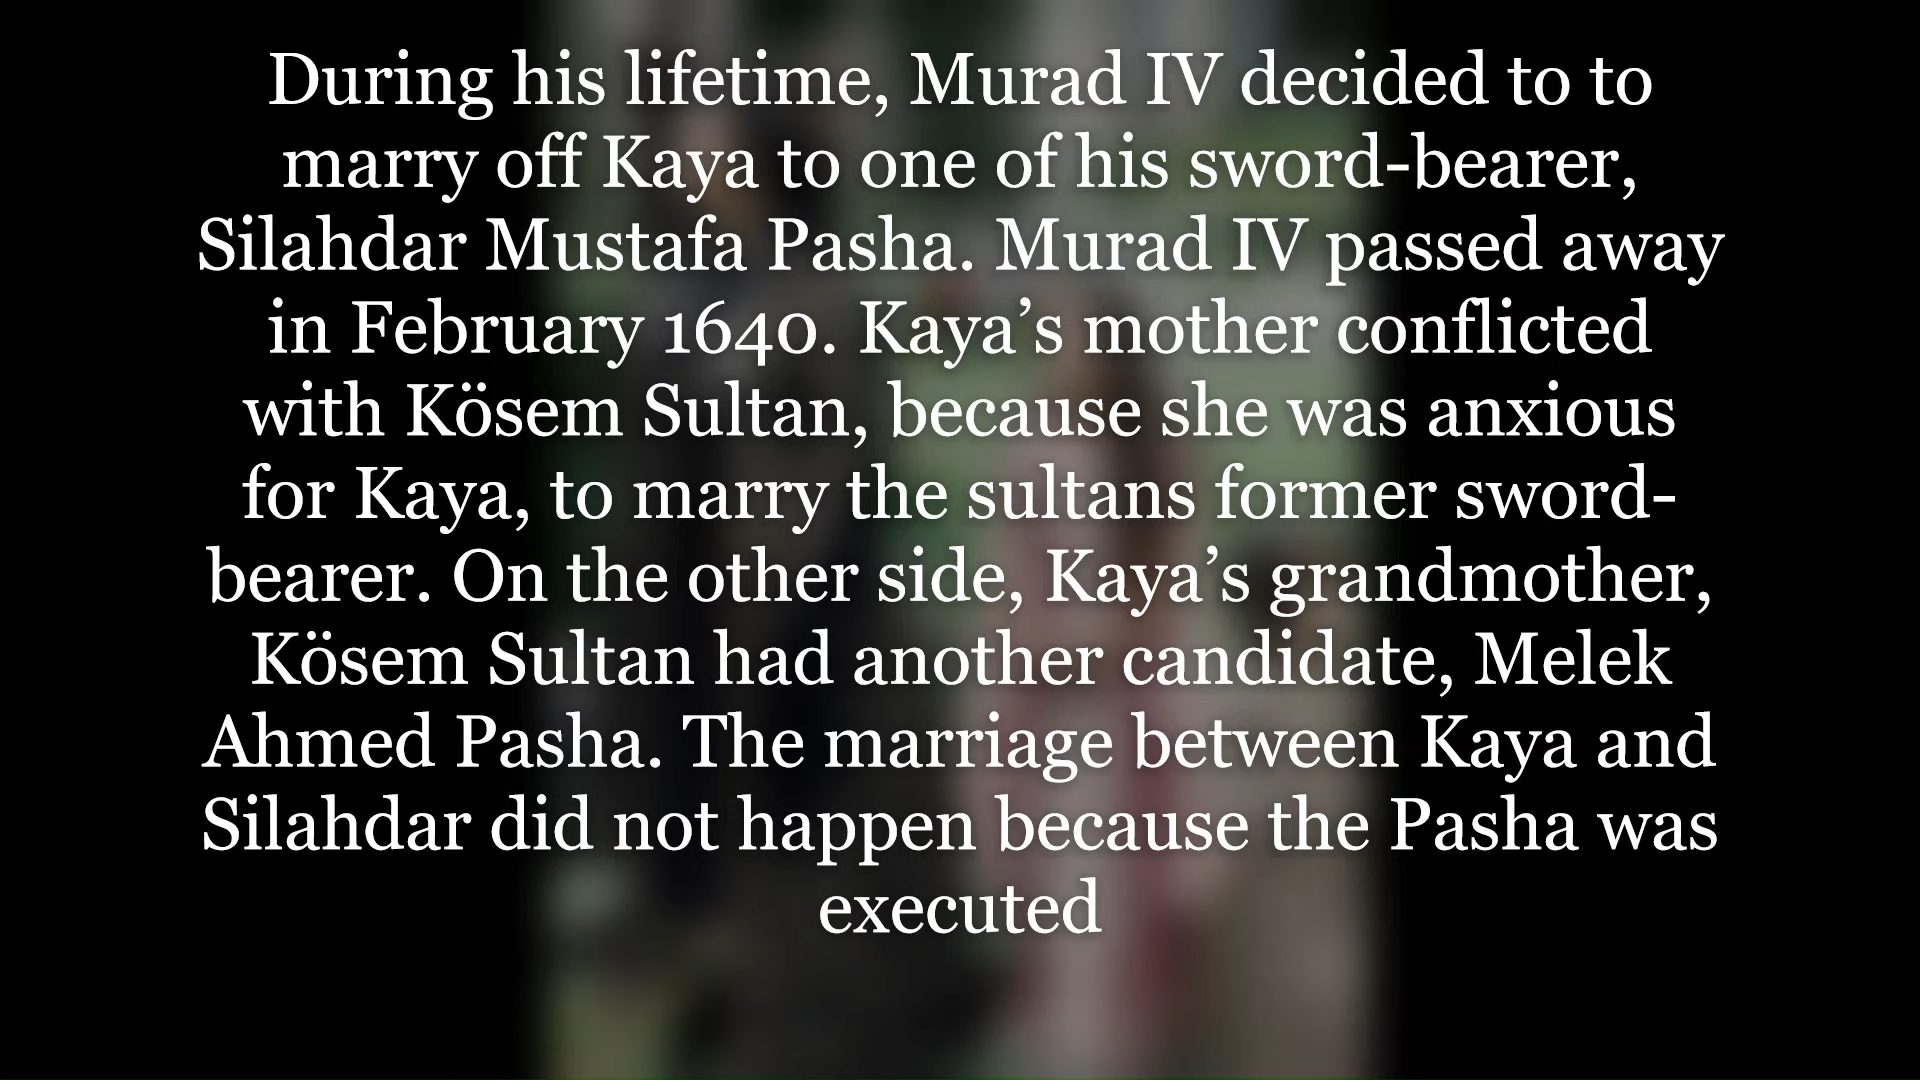 During his lifetime, Murad IV decided to to
marry off Kaya to one of his sword-bearer,
Silahdar Mustafa Pasha. Murad IV passed away
in February 1640. Kaya’s mother conflicted
with Kösem Sultan, because she was anxious
for Kaya, to marry the sultans former sword-
bearer. On the other side, Kaya’s grandmother,
Kösem Sultan had another candidate, Melek
Ahmed Pasha. The marriage between Kaya and
Silahdar did not happen because the Pasha was
executed